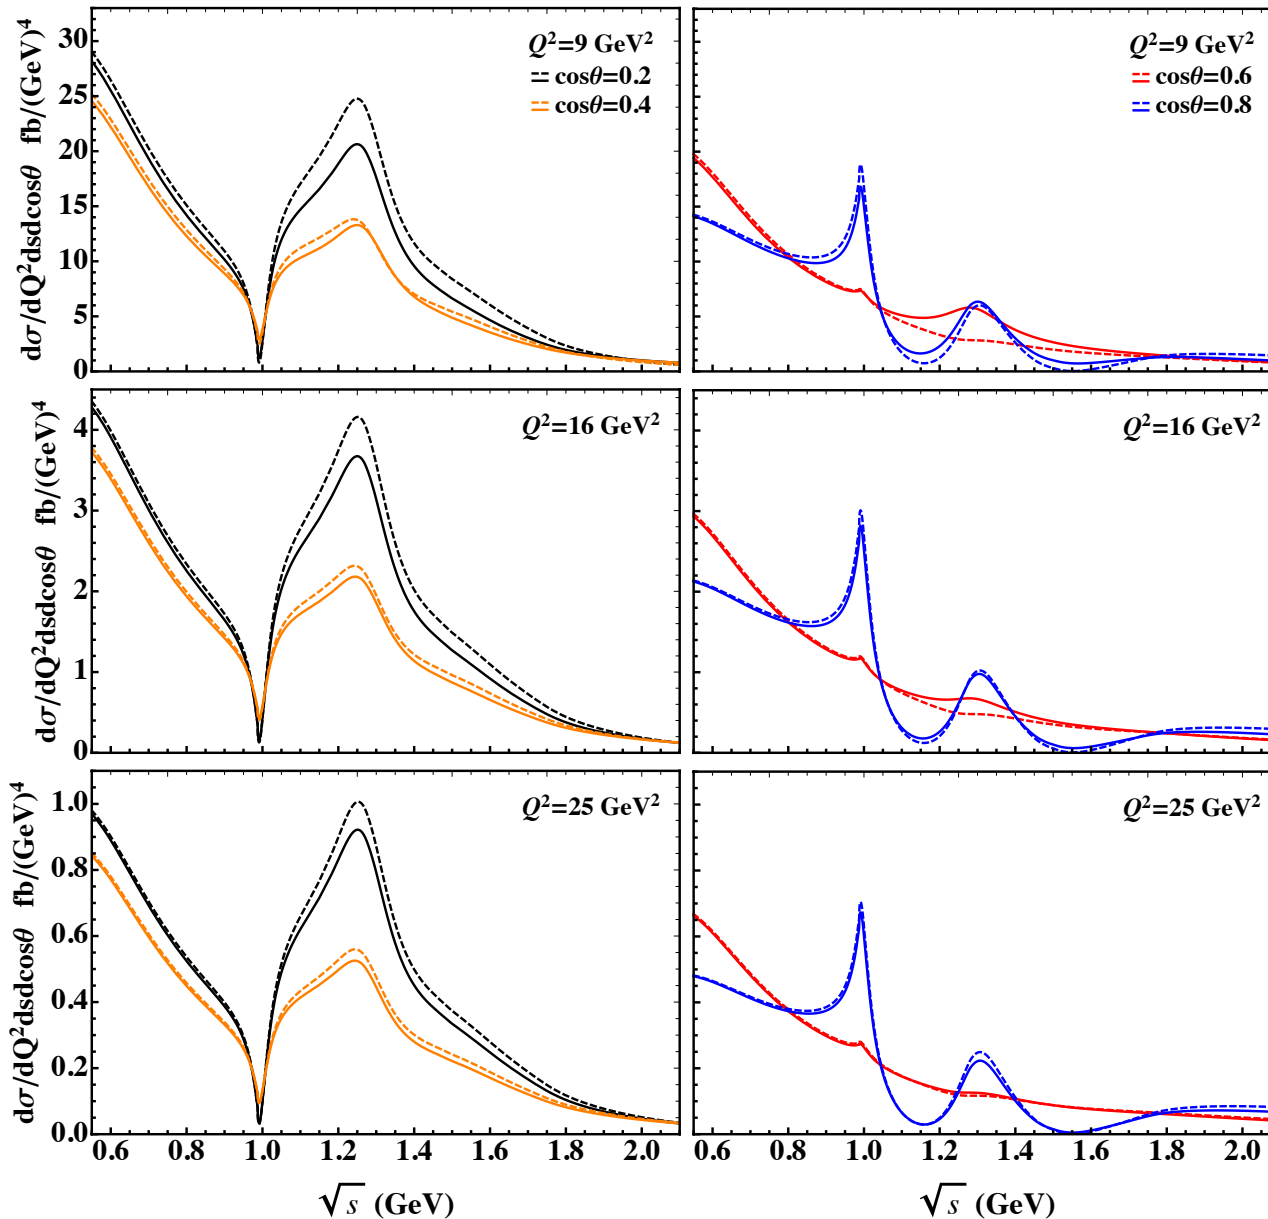 dσ/dQ²dsdcosθ fb/(GeV)⁴
30
25
20
15
10
5
0
Q²=9 GeV²
cosθ=0.2
cosθ=0.4
Q²=9 GeV²
cosθ=0.6
cosθ=0.8
dσ/dQ²dsdcosθ fb/(GeV)⁴
4
3
2
1
0
Q²=16 GeV²
Q²=16 GeV²
dσ/dQ²dsdcosθ fb/(GeV)⁴
1.0
0.8
0.6
0.4
0.2
0.0
Q²=25 GeV²
Q²=25 GeV²
0.6 0.8 1.0 1.2 1.4 1.6 1.8 2.0
0.6 0.8 1.0 1.2 1.4 1.6 1.8 2.0
√s (GeV)
√s (GeV)